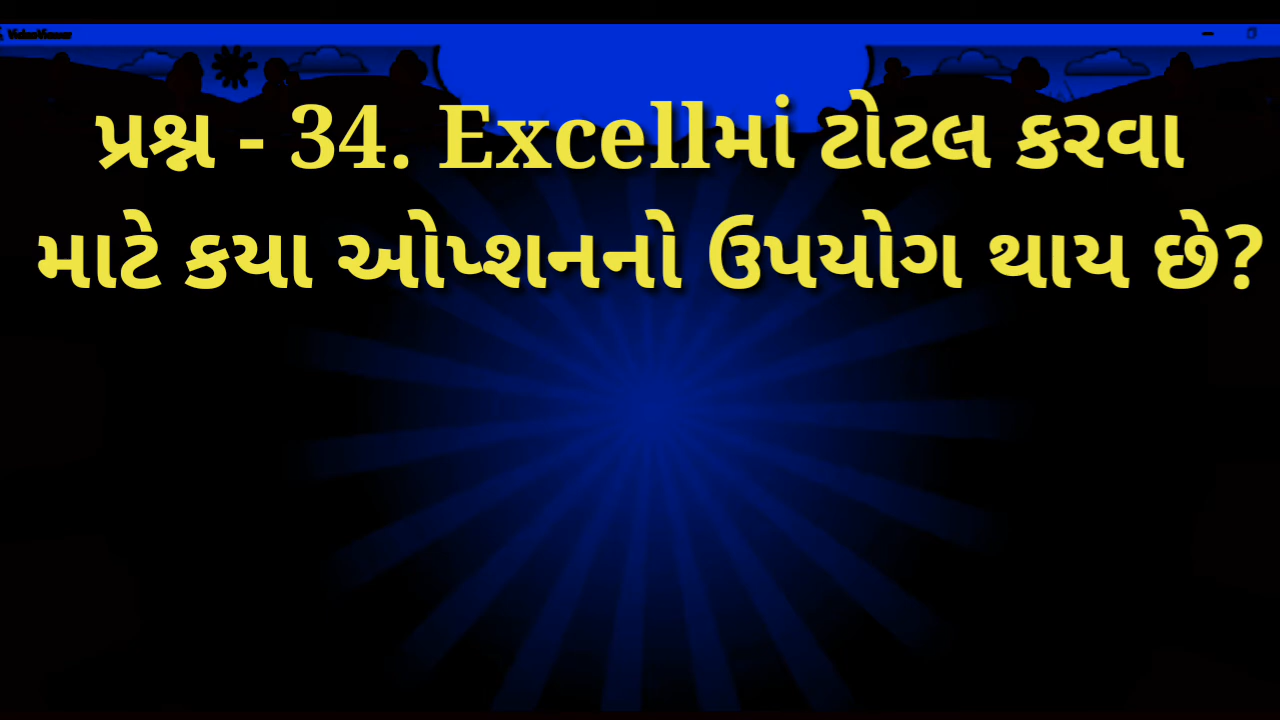 પ્રશ્ન - 34. Excellમાં ટોટલ કરવા
માટે કયા ઓપ્શનનો ઉપયોગ થાય છે?